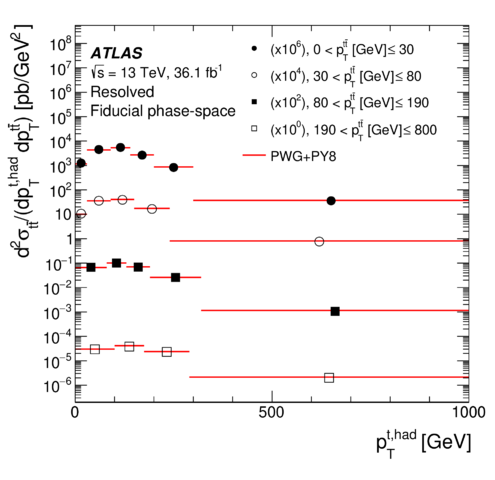 ATLAS
√s = 13 TeV, 36.1 fb⁻¹
Resolved
Fiducial phase-space
(x10⁶), 0 < p_T^{tt̄} [GeV]≤ 30
(x10⁴), 30 < p_T^{tt̄} [GeV]≤ 80
(x10²), 80 < p_T^{tt̄} [GeV]≤ 190
(x10⁰), 190 < p_T^{tt̄} [GeV]≤ 800
PWG+PY8
d²σ_{tt̄}/(dp_T^{t,had} dp_T^{tt̄}) [pb/GeV²]
10⁸
10⁷
10⁶
10⁵
10⁴
10³
10²
10
1
10⁻¹
10⁻²
10⁻³
10⁻⁴
10⁻⁵
10⁻⁶
0 500 1000
p_T^{t,had} [GeV]